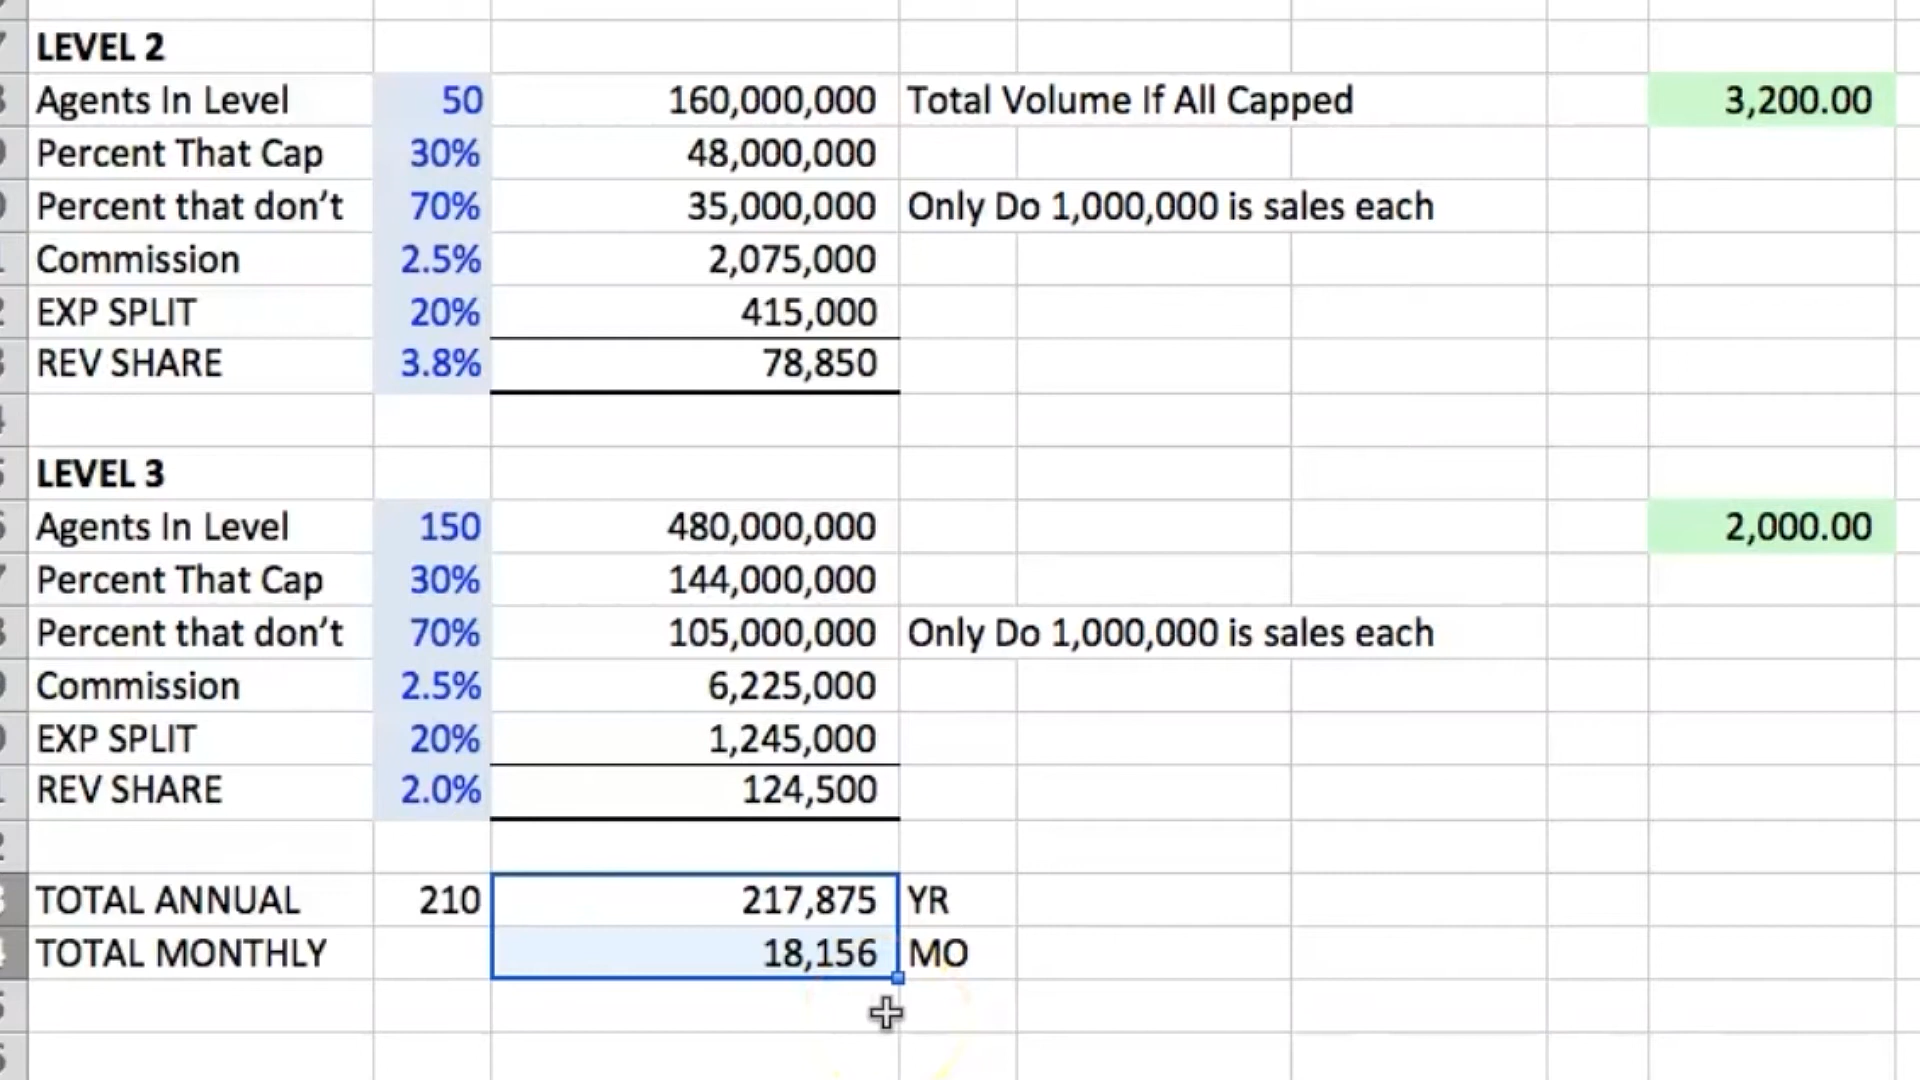 LEVEL 2
Agents In Level 50 160,000,000 Total Volume If All Capped 3,200.00
Percent That Cap 30% 48,000,000
Percent that don't 70% 35,000,000 Only Do 1,000,000 is sales each
Commission 2.5% 2,075,000
EXP SPLIT 20% 415,000
REV SHARE 3.8% 78,850
LEVEL 3
Agents In Level 150 480,000,000 2,000.00
Percent That Cap 30% 144,000,000
Percent that don't 70% 105,000,000 Only Do 1,000,000 is sales each
Commission 2.5% 6,225,000
EXP SPLIT 20% 1,245,000
REV SHARE 2.0% 124,500
TOTAL ANNUAL 210 217,875 YR
TOTAL MONTHLY 18,156 MO